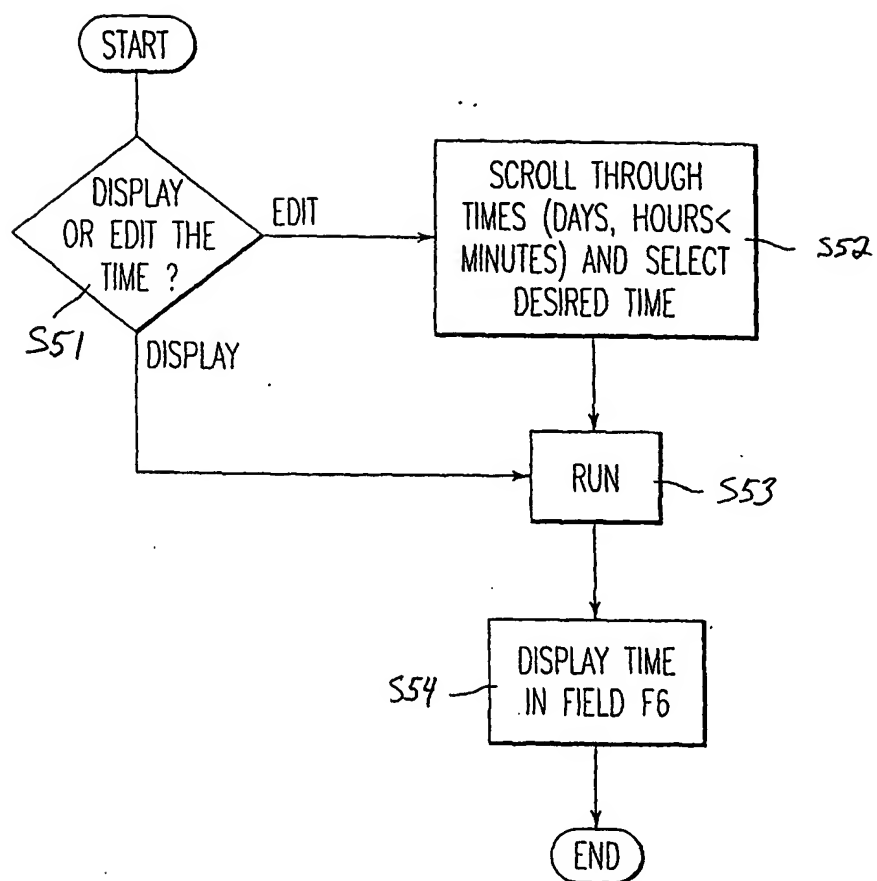 START
DISPLAY
OR EDIT THE
TIME ?
S51
EDIT
DISPLAY
SCROLL THROUGH
TIMES (DAYS, HOURS<
MINUTES) AND SELECT
DESIRED TIME
S52
RUN
S53
DISPLAY TIME
IN FIELD F6
S54
END